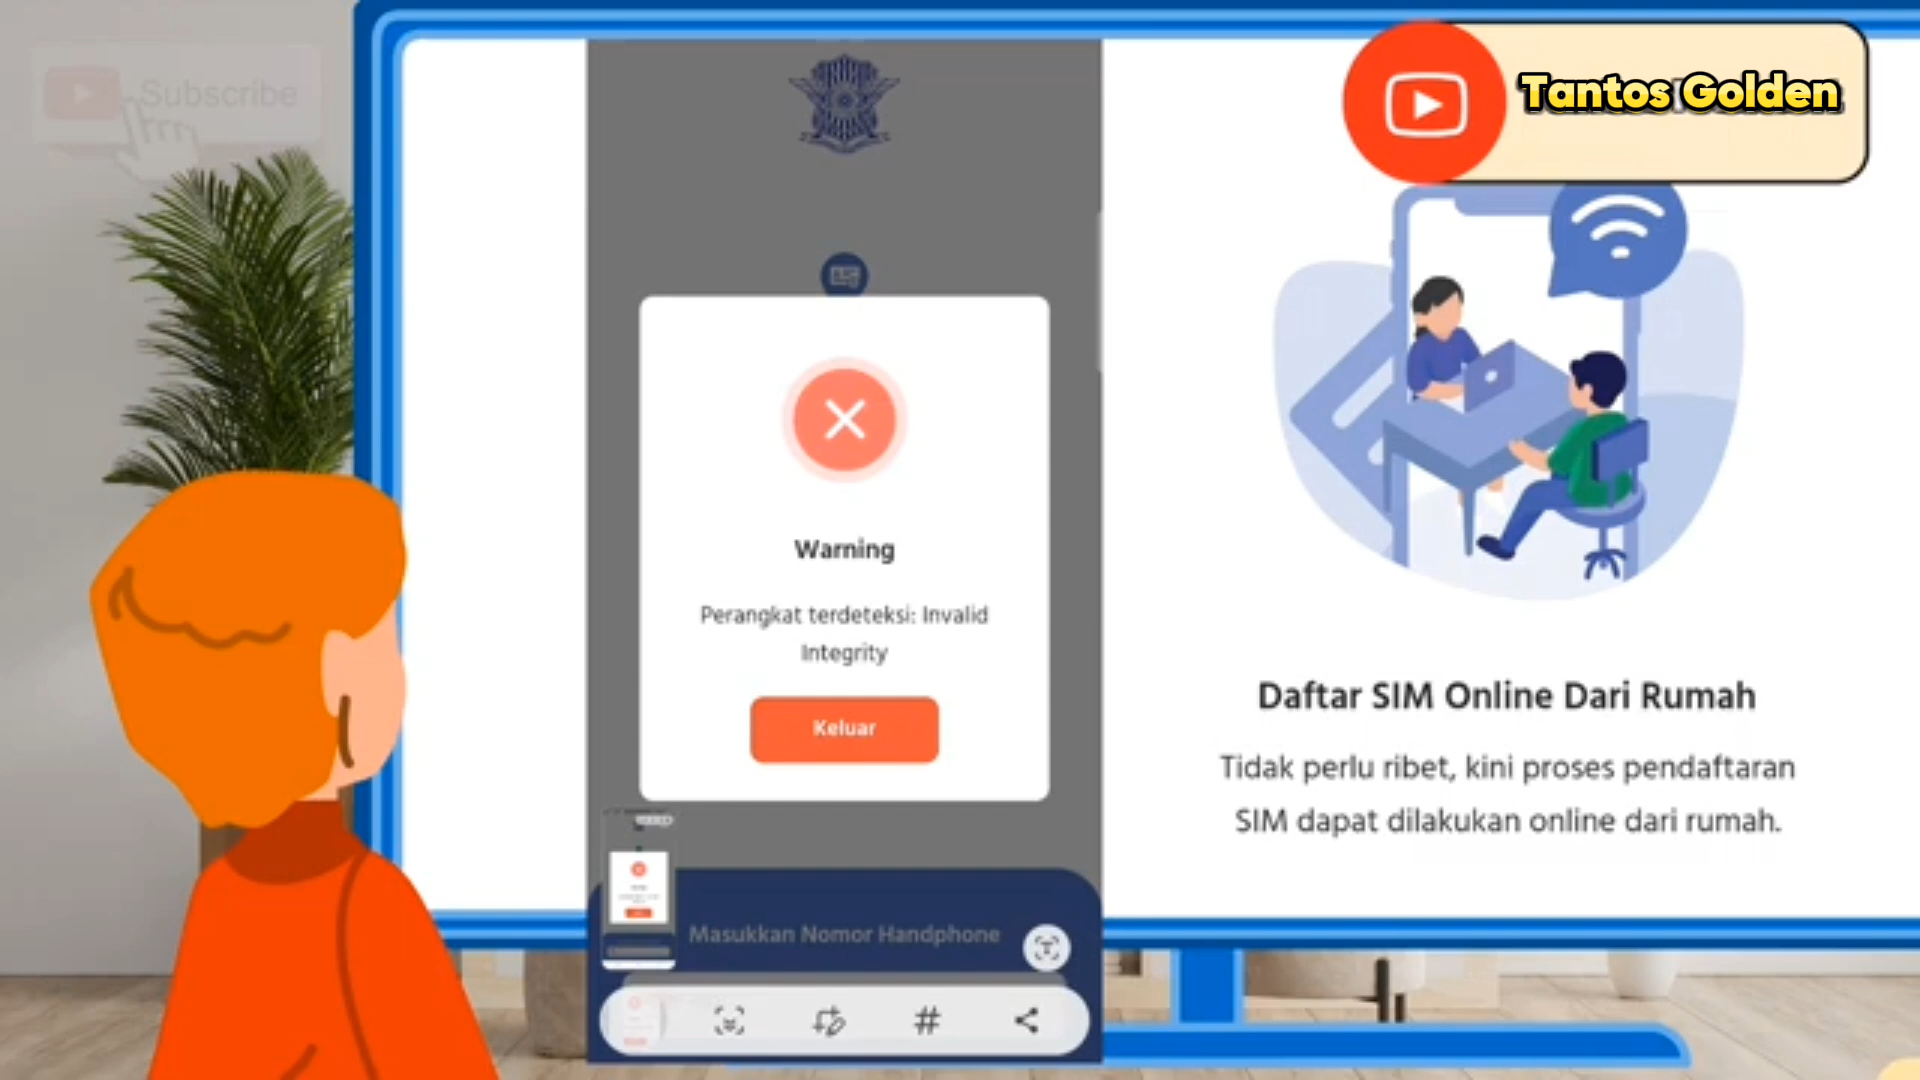 Subscribe
Tantos Golden
Warning
Perangkat terdeteksi: Invalid
Integrity
Keluar
Masukkan Nomor Handphone
Daftar SIM Online Dari Rumah
Tidak perlu ribet, kini proses pendaftaran
SIM dapat dilakukan online dari rumah.